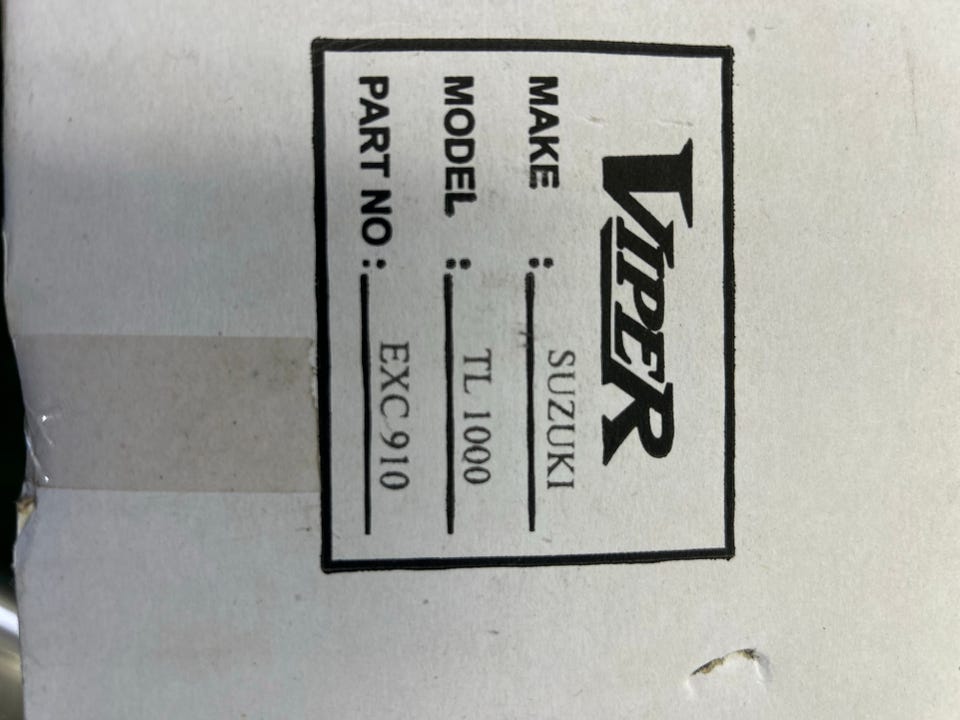 VIPER
MAKE : SUZUKI
MODEL : TL 1000
PART NO : EXC 910